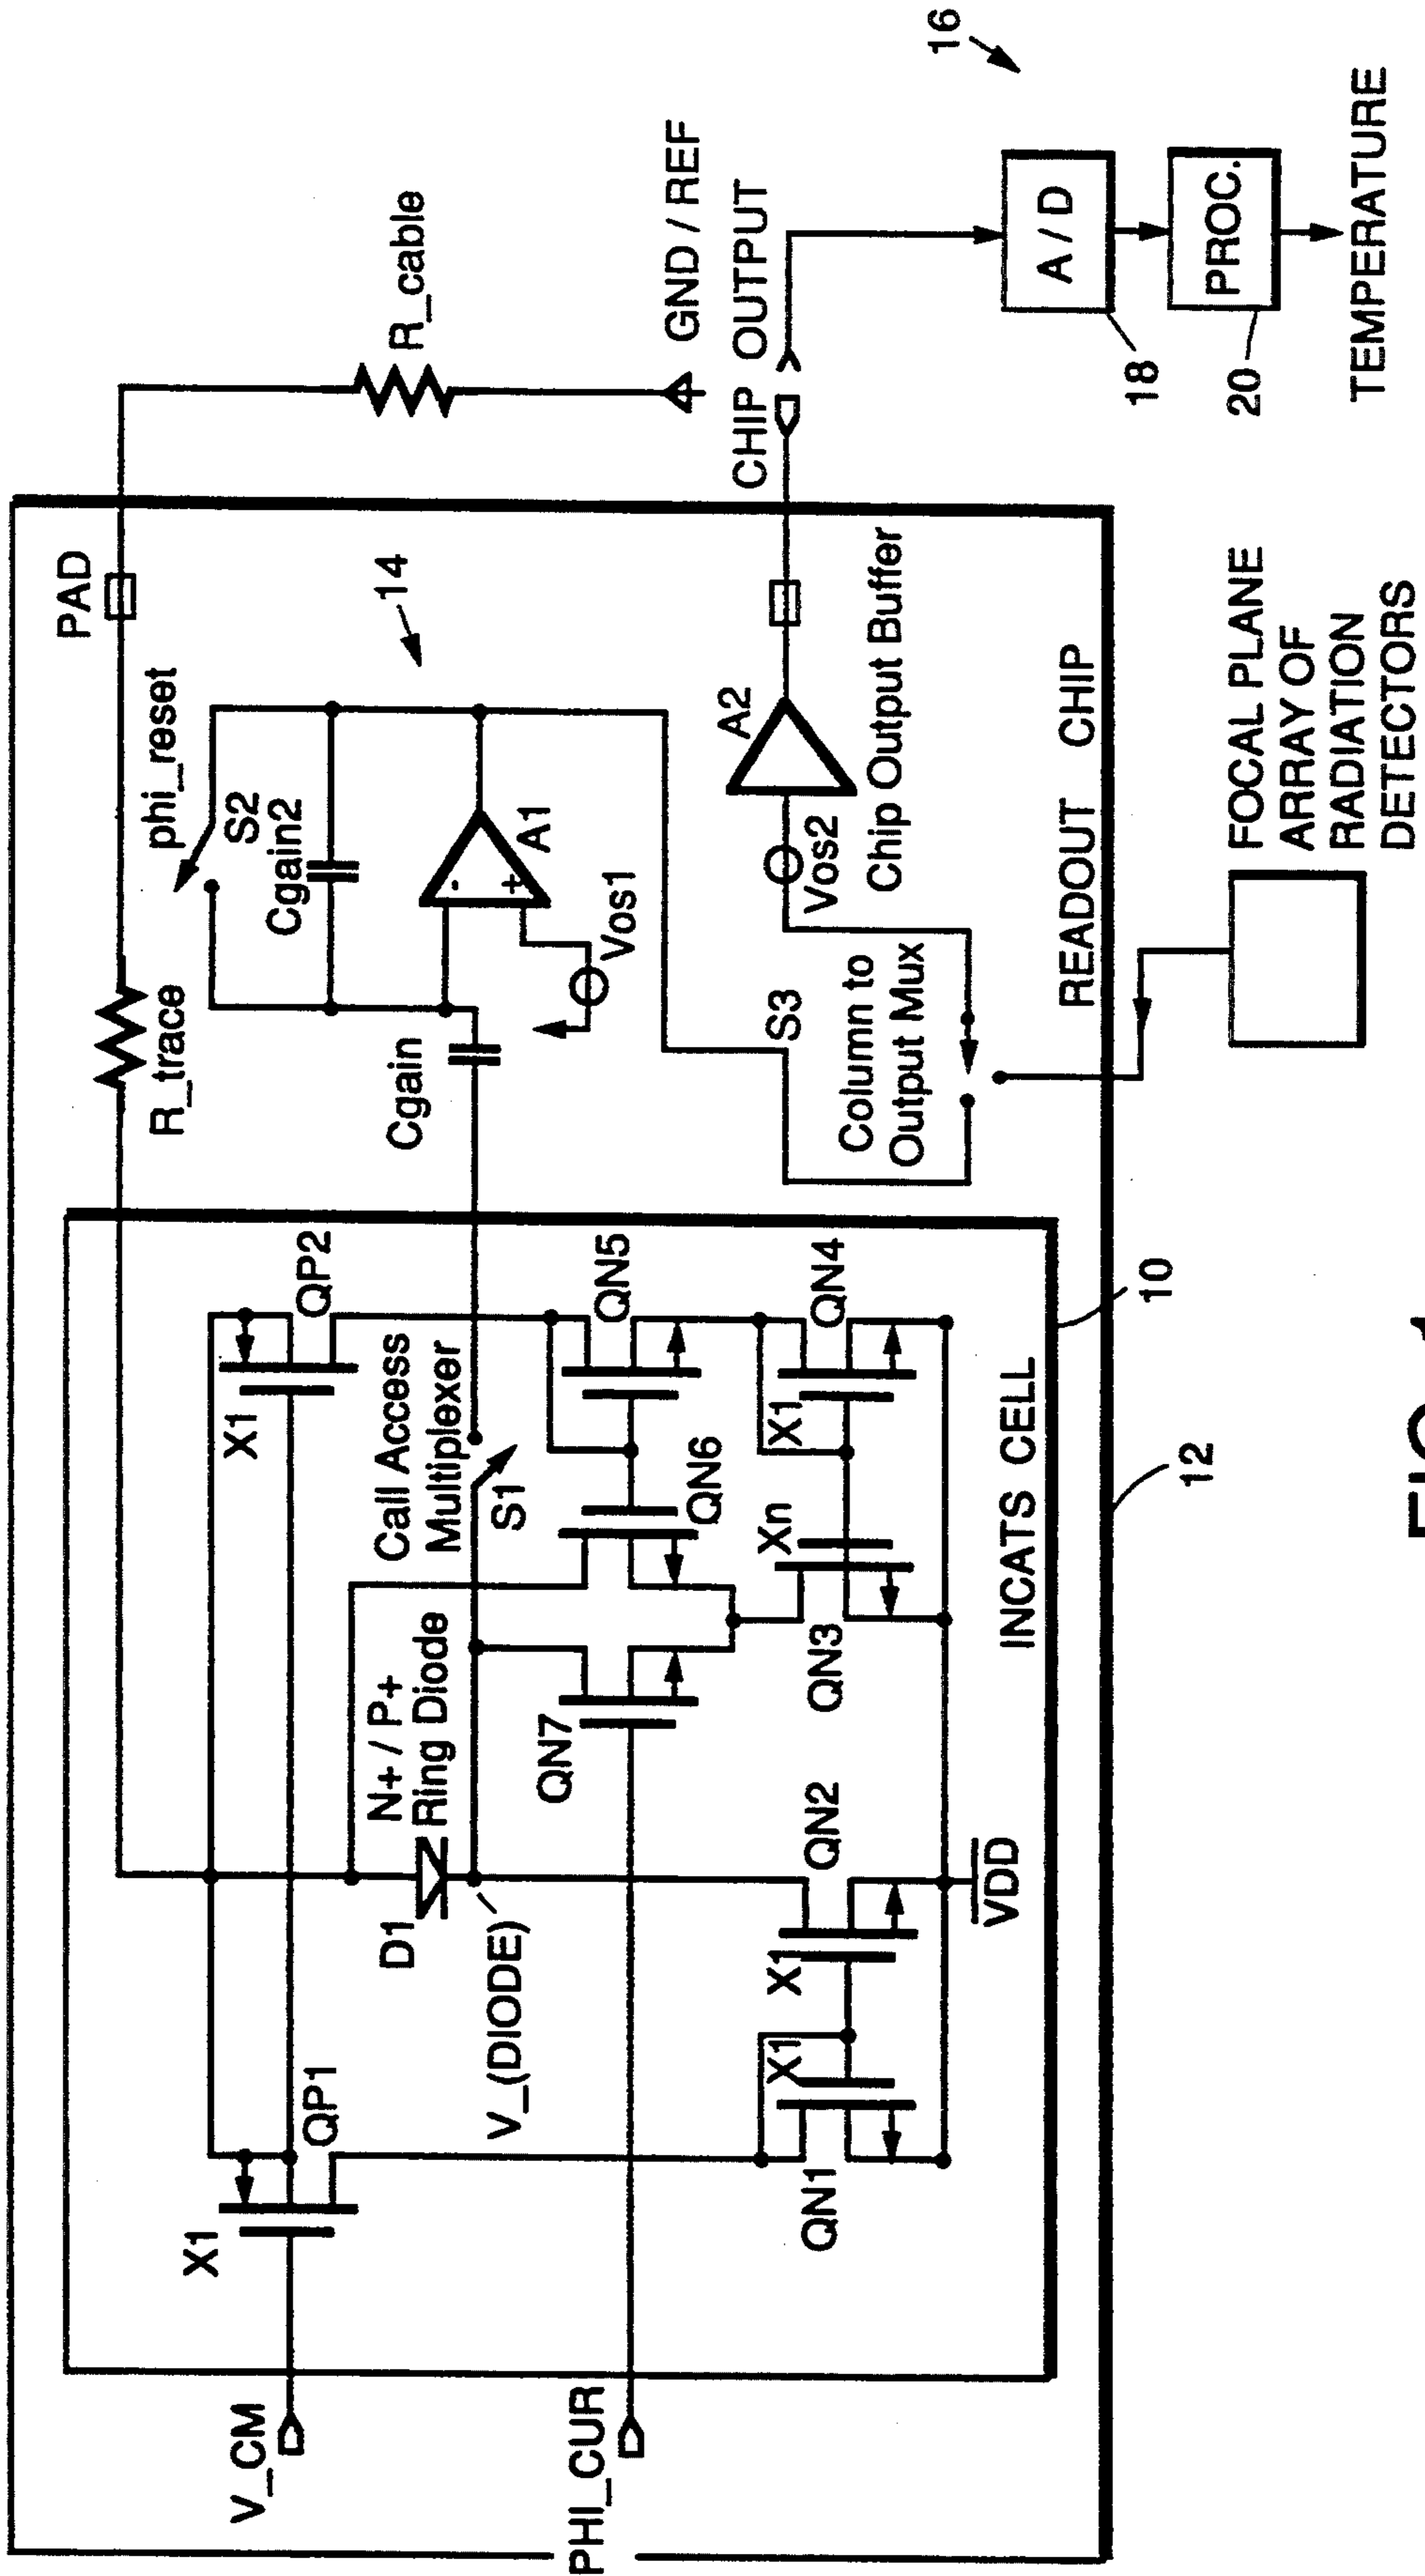 V_CM
PHI_CUR
X1
QP1
X1
QP2
D1
N+ / P+
Ring Diode
V_(DIODE)
Call Access
Multiplexer
S1
QN7
QN6
QN5
QN1
X1
X1
QN2
QN3
Xn
X1
QN4
VDD
INCATS CELL
10
12
R_trace
PAD
R_cable
GND / REF
phi_reset
S2
Cgain2
Cgain
-
+
A1
Vos1
14
S3
Column to
Output Mux
Vos2
A2
Chip Output Buffer
READOUT CHIP
CHIP OUTPUT
16
A / D
18
PROC.
20
TEMPERATURE
FOCAL PLANE
ARRAY OF
RADIATION
DETECTORS